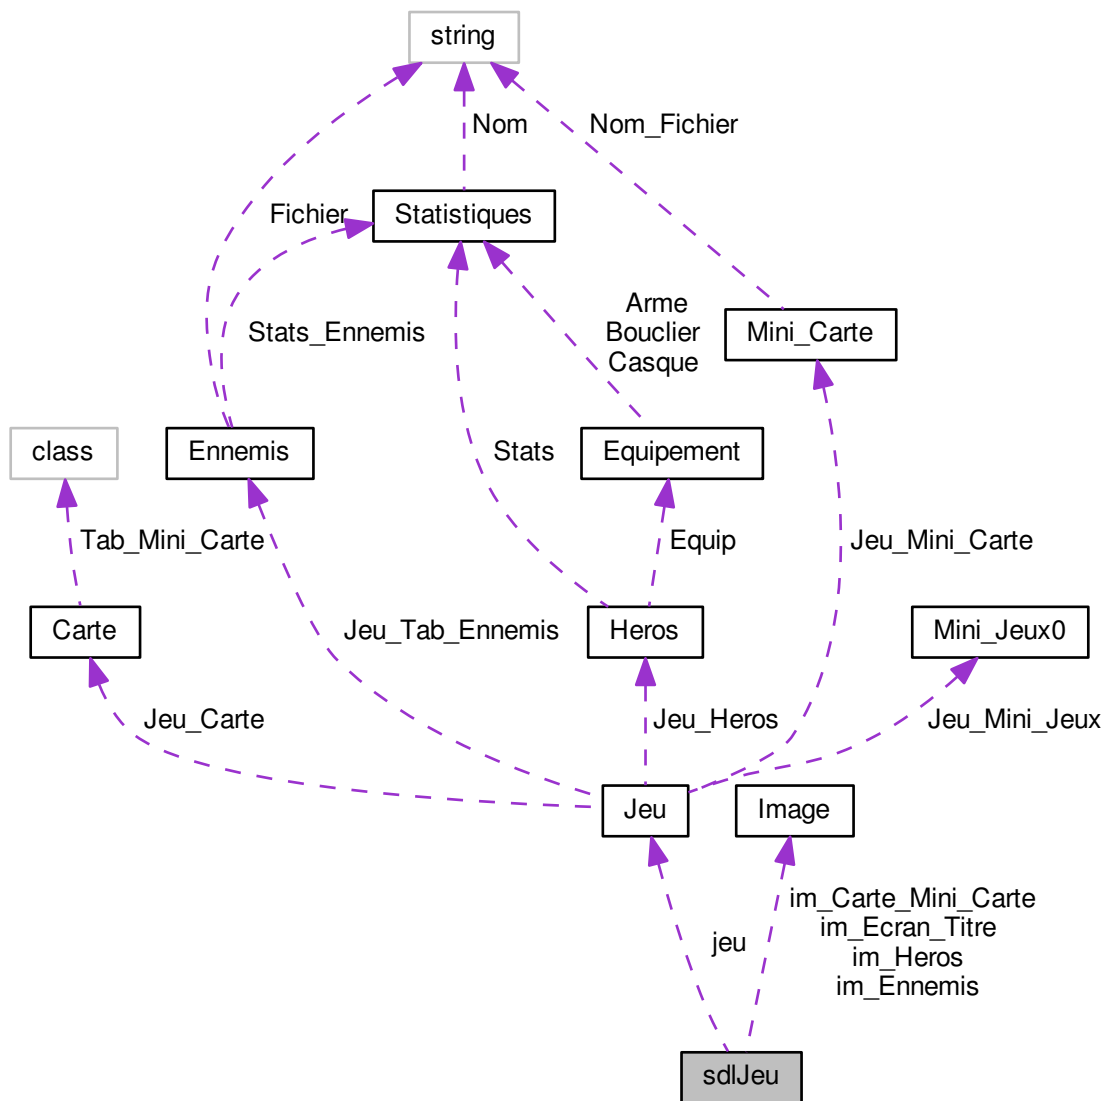 string
Nom
Nom_Fichier
Fichier
Statistiques
Stats_Ennemis
Arme
Bouclier
Casque
Mini_Carte
class
Ennemis
Stats
Equipement
Tab_Mini_Carte
Equip
Jeu_Mini_Carte
Carte
Jeu_Tab_Ennemis
Heros
Mini_Jeux0
Jeu_Carte
Jeu_Heros
Jeu_Mini_Jeux
Jeu
Image
jeu
im_Carte_Mini_Carte
im_Ecran_Titre
im_Heros
im_Ennemis
sdlJeu